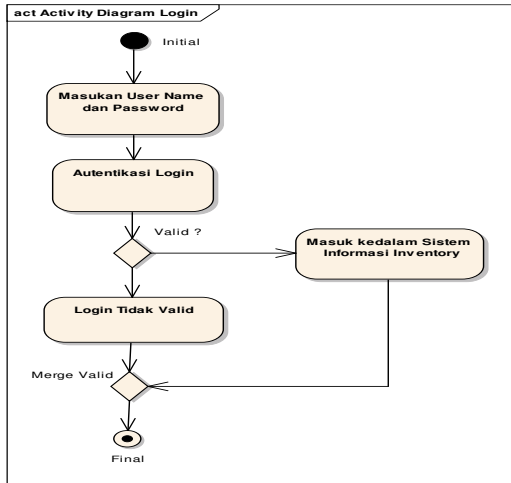 act Activity Diagram Login
Initial
Masukan User Name
dan Password
Autentikasi Login
Valid ?
Masuk kedalam Sistem
Informasi Inventory
Login Tidak Valid
Merge Valid
Final